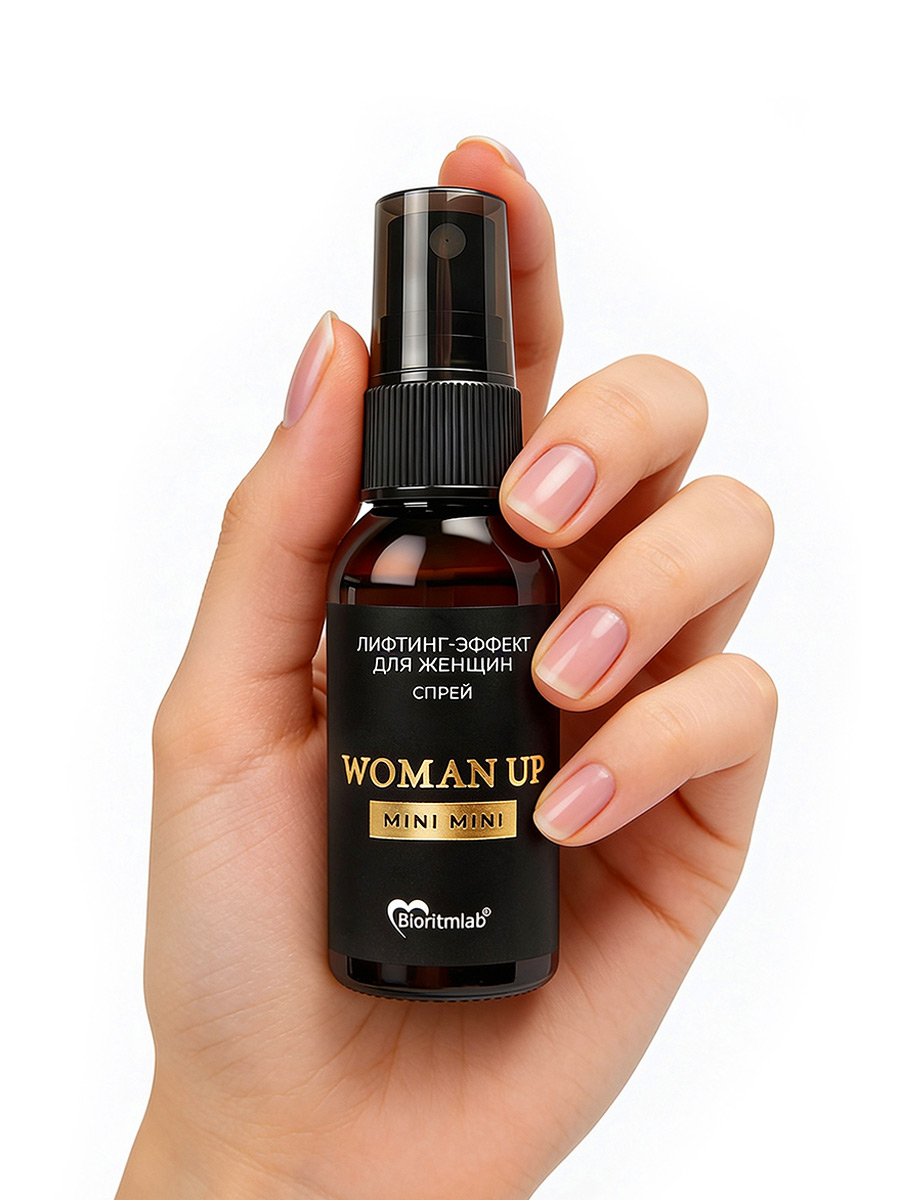 ЛИФТИНГ-ЭФФЕКТ
ДЛЯ ЖЕНЩИН
СПРЕЙ
WOMAN UP
MINI MINI
Bioritmlab®